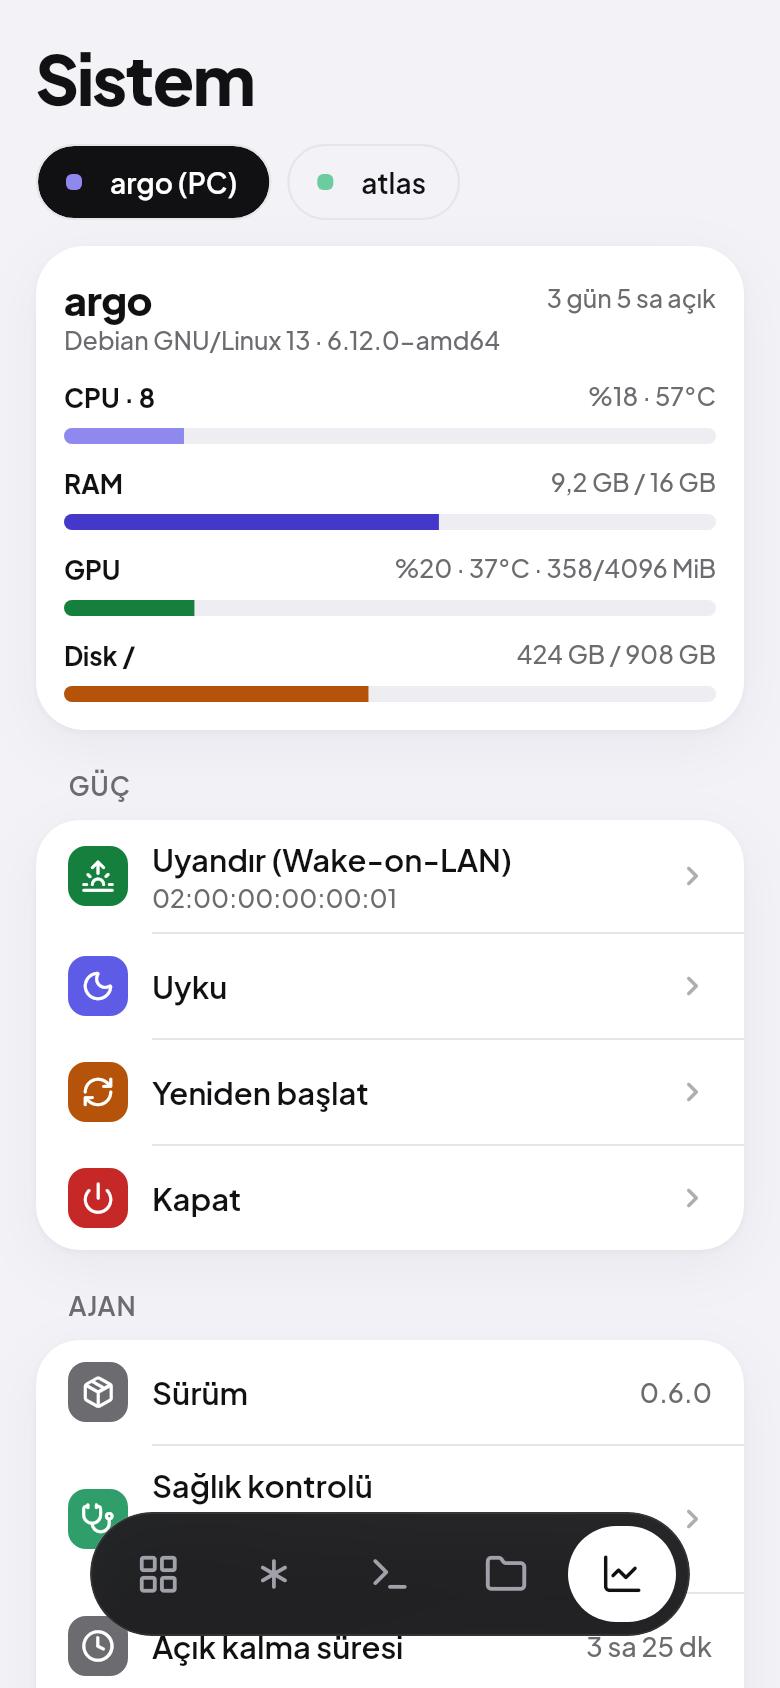 Sistem
argo (PC)
atlas
argo
3 gün 5 sa açık
Debian GNU/Linux 13 · 6.12.0-amd64
CPU · 8
%18 · 57°C
RAM
9,2 GB / 16 GB
GPU
%20 · 37°C · 358/4096 MiB
Disk /
424 GB / 908 GB
GÜÇ
Uyandır (Wake-on-LAN)
02:00:00:00:00:01
Uyku
Yeniden başlat
Kapat
AJAN
Sürüm
0.6.0
Sağlık kontrolü
Açık kalma süresi
3 sa 25 dk